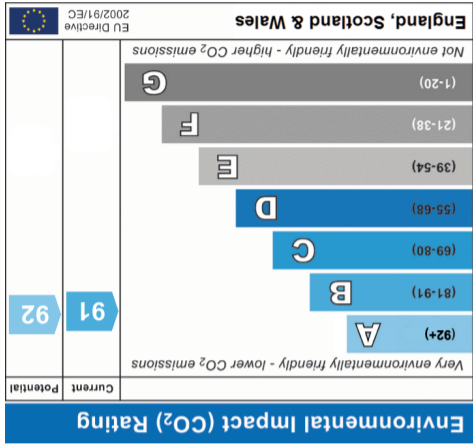 Environmental Impact (CO₂) Rating
Current Potential
Very environmentally friendly - lower CO₂ emissions
(92+) A
(81-91) B
91
92
(69-80) C
(55-68) D
(39-54) E
(21-38) F
(1-20) G
Not environmentally friendly - higher CO₂ emissions
England, Scotland & Wales
EU Directive
2002/91/EC